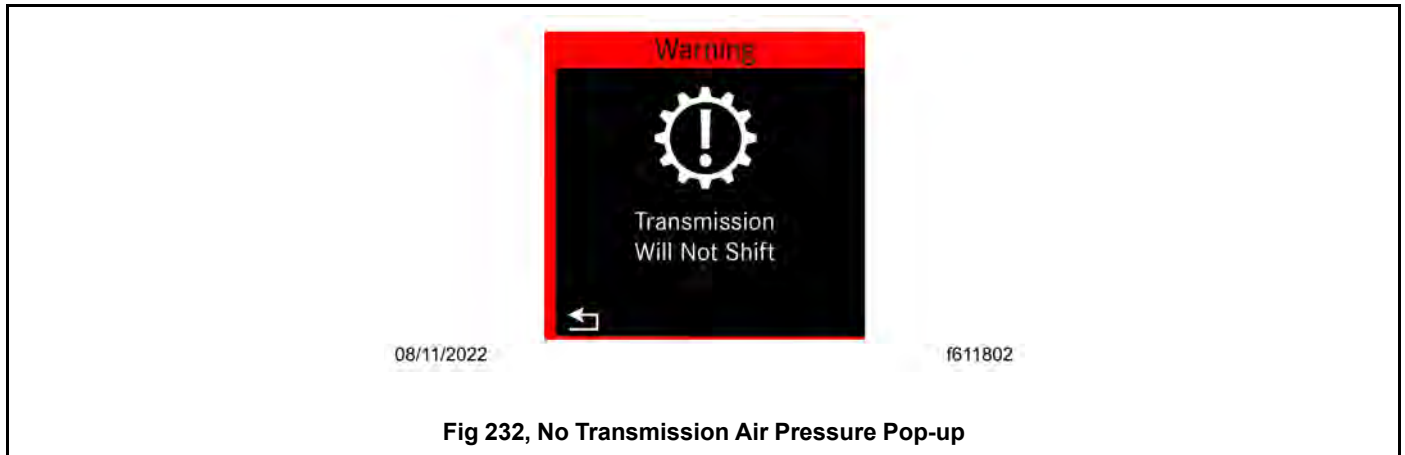 Warning
Transmission
Will Not Shift
08/11/2022
f611802
Fig 232, No Transmission Air Pressure Pop-up